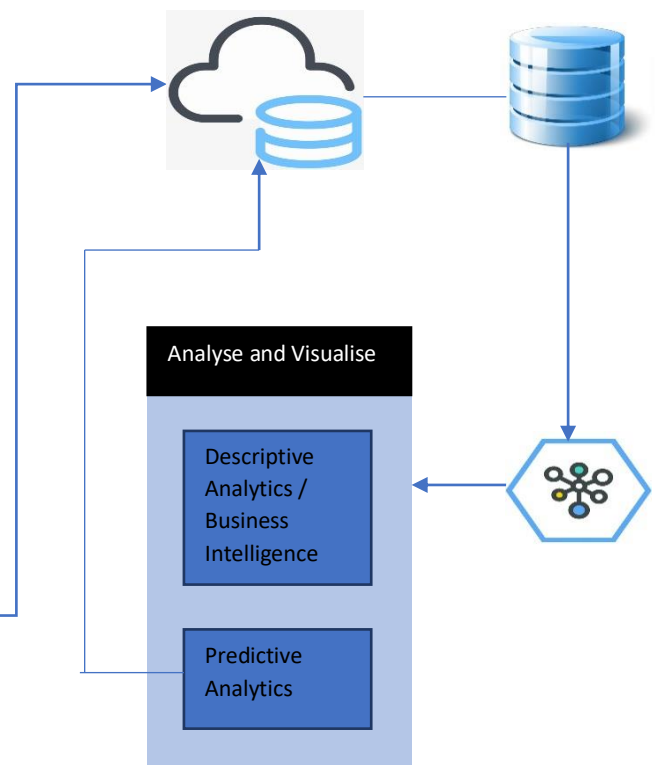 Analyse and Visualise
Descriptive
Analytics /
Business
Intelligence
Predictive
Analytics